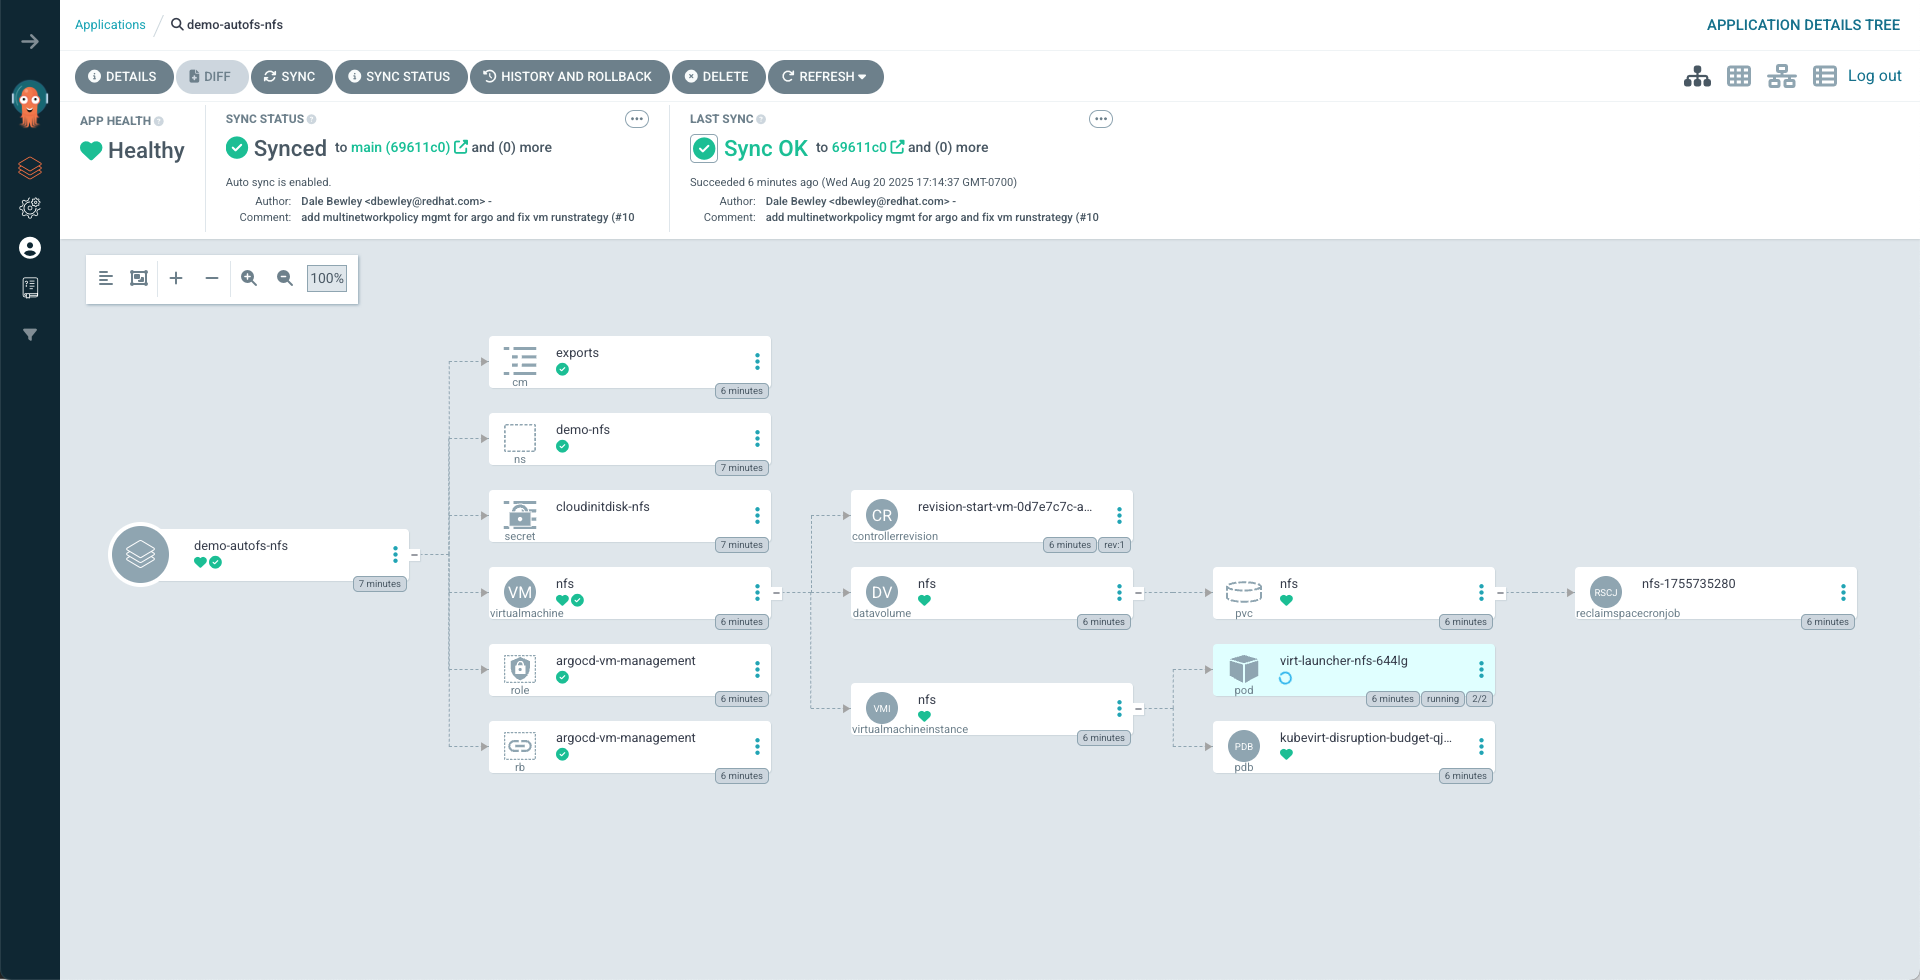 Applications / demo-autofs-nfs
APPLICATION DETAILS TREE
DETAILS DIFF SYNC SYNC STATUS HISTORY AND ROLLBACK DELETE REFRESH
Log out
APP HEALTH
Healthy
SYNC STATUS
Synced to main (69611c0) and (0) more
Auto sync is enabled.
Author: Dale Bewley <dbewley@redhat.com> -
Comment: add multinetworkpolicy mgmt for argo and fix vm runstrategy (#10
LAST SYNC
Sync OK to 69611c0 and (0) more
Succeeded 6 minutes ago (Wed Aug 20 2025 17:14:37 GMT-0700)
Author: Dale Bewley <dbewley@redhat.com> -
Comment: add multinetworkpolicy mgmt for argo and fix vm runstrategy (#10
100%
demo-autofs-nfs
7 minutes
exports
cm
6 minutes
demo-nfs
ns
7 minutes
cloudinitdisk-nfs
secret
7 minutes
VM
nfs
virtualmachine
6 minutes
argocd-vm-management
role
6 minutes
argocd-vm-management
rb
6 minutes
CR
revision-start-vm-0d7e7c7c-a...
controllerrevision
6 minutes rev:1
DV
nfs
datavolume
6 minutes
VMI
nfs
virtualmachineinstance
6 minutes
nfs
pvc
6 minutes
virt-launcher-nfs-644lg
pod
6 minutes running 2/2
PDB
kubevirt-disruption-budget-qj...
pdb
6 minutes
RSCJ
nfs-1755735280
reclaimspacecronjob
6 minutes